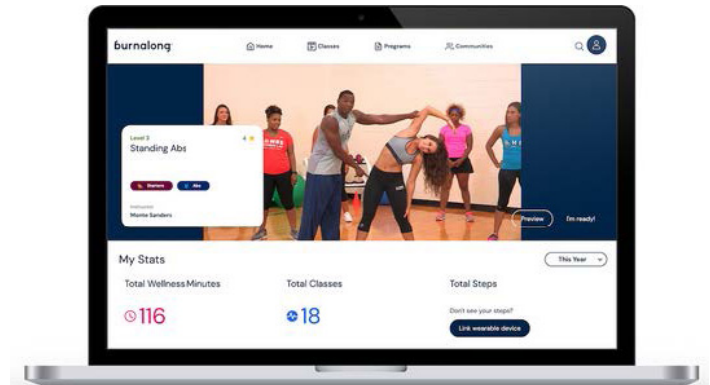 burnalong
Home
Classes
Programs
Communities
Level 3
4
Standing Abs
Starters
Abs
Instructor
Monte Sanders
Preview
I'm ready!
My Stats
This Year
Total Wellness Minutes
Total Classes
Total Steps
116
18
Don't see your steps?
Link wearable device